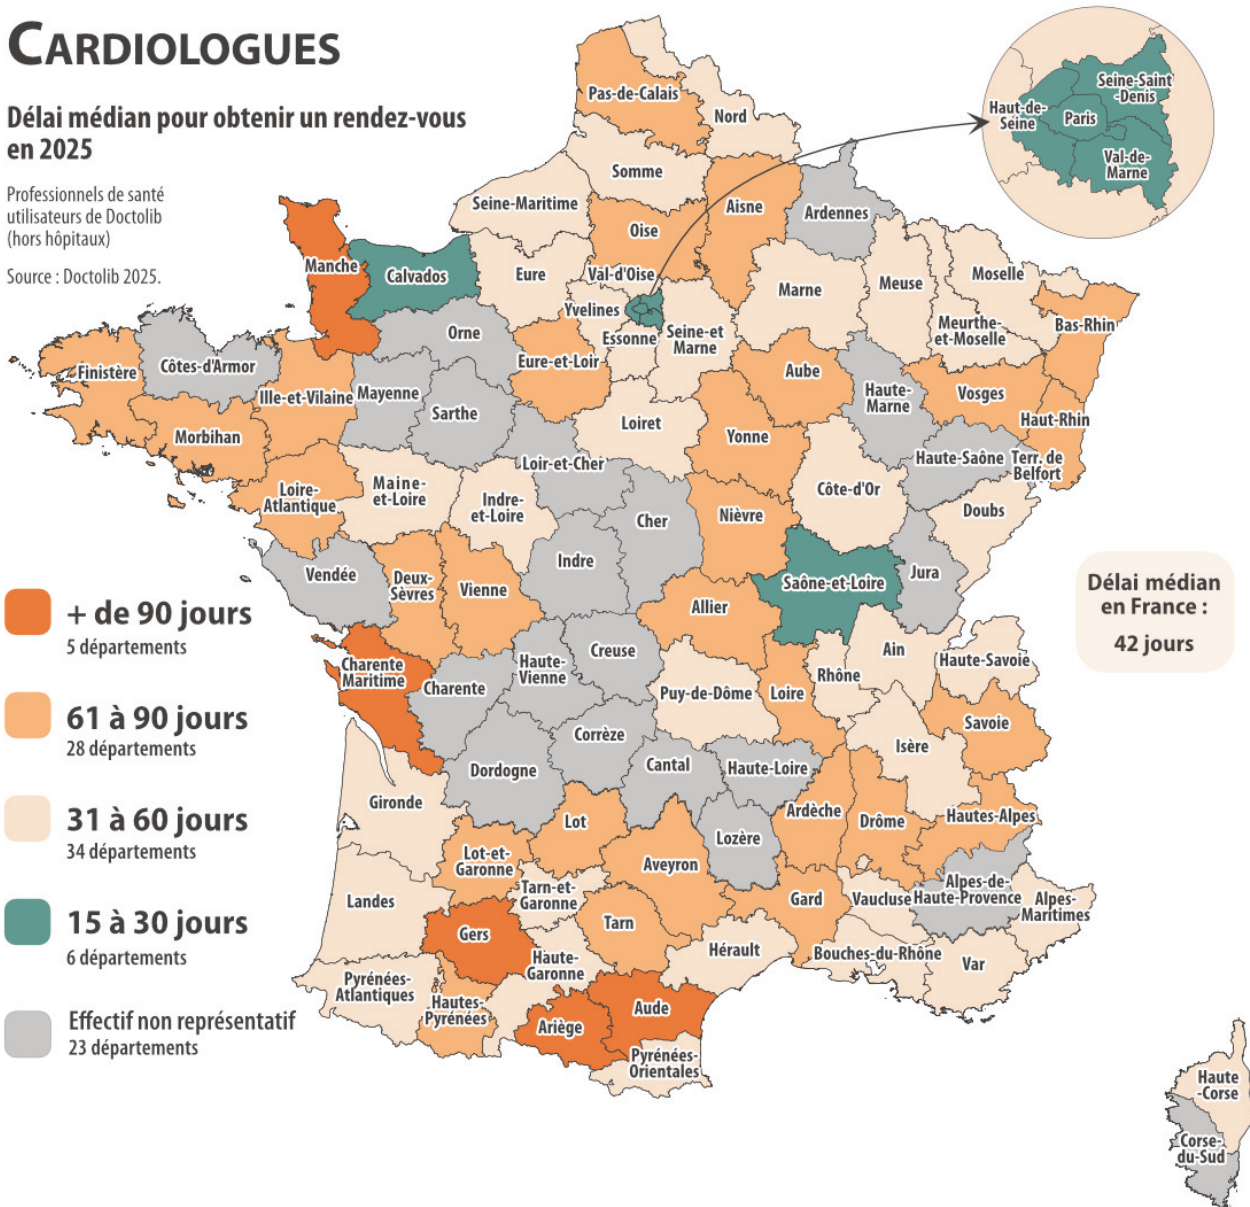 CARDIOLOGUES
Délai médian pour obtenir un rendez-vous
en 2025
Professionnels de santé
utilisateurs de Doctolib
(hors hôpitaux)
Source : Doctolib 2025.
Haut-de-
Seine
Paris
Seine-Saint
-Denis
Val-de-
Marne
Pas-de-Calais
Nord
Somme
Seine-Maritime
Aisne
Ardennes
Oise
Manche
Calvados
Eure
Val-d'Oise
Marne
Meuse
Moselle
Yvelines
Essonne
Seine-et
Marne
Meurthe-
et-Moselle
Bas-Rhin
Orne
Eure-et-Loir
Aube
Haute-
Marne
Vosges
Haut-Rhin
Finistère
Côtes-d'Armor
Ille-et-Vilaine
Mayenne
Sarthe
Loiret
Yonne
Morbihan
Loir-et-Cher
Haute-Saône
Terr. de
Belfort
Loire-
Atlantique
Maine-
et-Loire
Indre-
et-Loire
Cher
Nièvre
Côte-d'Or
Doubs
Vendée
Deux-
Sèvres
Vienne
Indre
Allier
Saône-et-Loire
Jura
Délai médian
en France :
42 jours
+ de 90 jours
5 départements
61 à 90 jours
28 départements
31 à 60 jours
34 départements
15 à 30 jours
6 départements
Effectif non représentatif
23 départements
Charente
Maritime
Charente
Haute-
Vienne
Creuse
Puy-de-Dôme
Loire
Rhône
Ain
Haute-Savoie
Savoie
Isère
Dordogne
Corrèze
Cantal
Haute-Loire
Gironde
Lot
Lozère
Ardèche
Drôme
Hautes-Alpes
Lot-et-
Garonne
Aveyron
Landes
Tarn-et-
Garonne
Tarn
Gard
Vaucluse
Alpes-de-
Haute-Provence
Alpes-
Maritimes
Gers
Haute-
Garonne
Hérault
Bouches-du-Rhône
Var
Pyrénées-
Atlantiques
Hautes-
Pyrénées
Ariège
Aude
Pyrénées-
Orientales
Haute
-Corse
Corse-
du-Sud